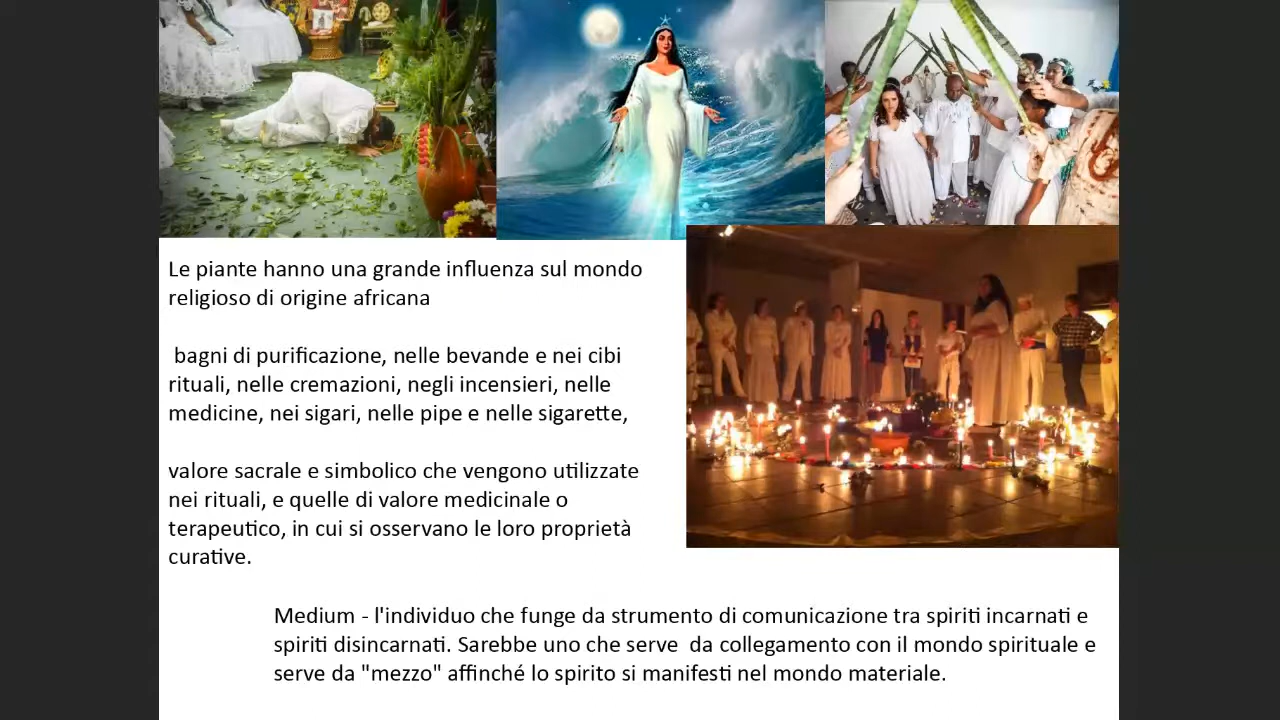 Le piante hanno una grande influenza sul mondo
religioso di origine africana
bagni di purificazione, nelle bevande e nei cibi
rituali, nelle cremazioni, negli incensieri, nelle
medicine, nei sigari, nelle pipe e nelle sigarette,
valore sacrale e simbolico che vengono utilizzate
nei rituali, e quelle di valore medicinale o
terapeutico, in cui si osservano le loro proprietà
curative.
Medium - l'individuo che funge da strumento di comunicazione tra spiriti incarnati e
spiriti disincarnati. Sarebbe uno che serve  da collegamento con il mondo spirituale e
serve da "mezzo" affinché lo spirito si manifesti nel mondo materiale.